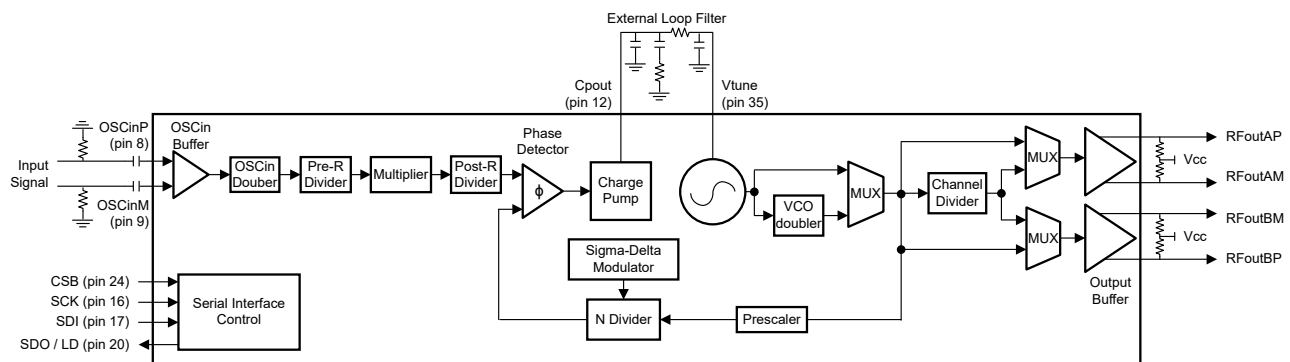 External Loop Filter
Cpout
(pin 12)
Vtune
(pin 35)
OSCinP
(pin 8)
OSCin
Buffer
Input
Signal
OSCinM
(pin 9)
OSCin
Douber
Pre-R
Divider
Multiplier
Post-R
Divider
Phase
Detector
ϕ
Charge
Pump
VCO
doubler
MUX
Channel
Divider
MUX
MUX
RFoutAP
Vcc
RFoutAM
RFoutBM
Vcc
RFoutBP
Output
Buffer
Sigma-Delta
Modulator
N Divider
Prescaler
CSB (pin 24)
SCK (pin 16)
SDI (pin 17)
SDO / LD (pin 20)
Serial Interface
Control